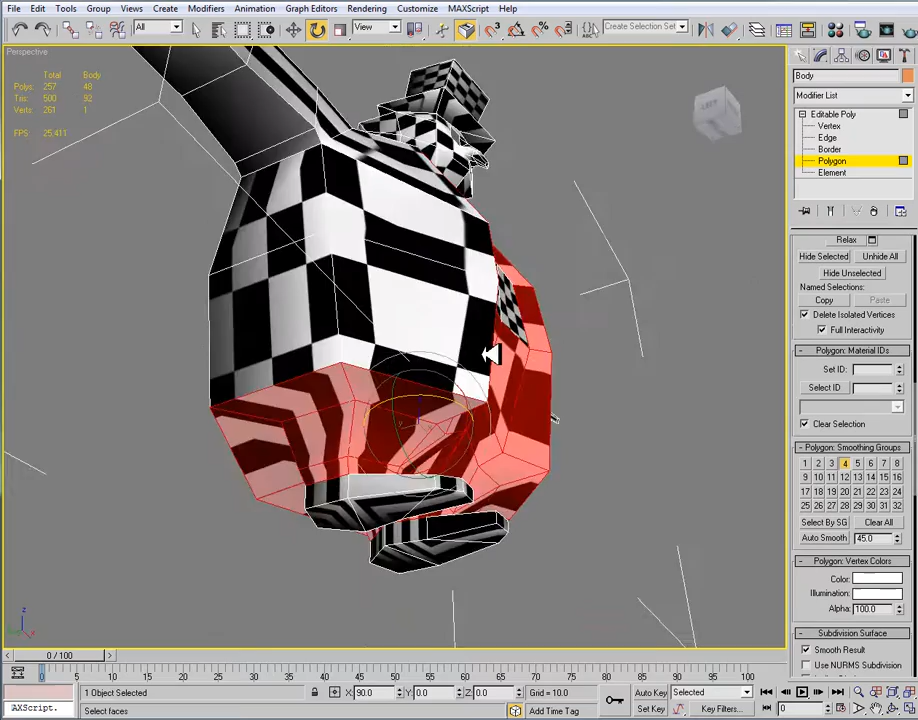 File Edit Tools Group Views Create Modifiers Animation Graph Editors Rendering Customize MAXScript Help
All View Create Selection Set
Perspective
Total Body
Polys: 257 48
Tris: 500 92
Verts: 261 1
FPS: 25.411
Body
Modifier List
Editable Poly
Vertex
Edge
Border
Polygon
Element
Relax
Hide Selected Unhide All
Hide Unselected
Named Selections:
Copy Paste
Delete Isolated Vertices
Full Interactivity
- Polygon: Material IDs
Set ID:
Select ID
Clear Selection
- Polygon: Smoothing Groups
1 2 3 4 5 6 7 8
9 10 11 12 13 14 15 16
17 18 19 20 21 22 23 24
25 26 27 28 29 30 31 32
Select By SG Clear All
Auto Smooth 45.0
- Polygon: Vertex Colors
Color:
Illumination:
Alpha: 100.0
- Subdivision Surface
Smooth Result
Use NURMS Subdivision
z
0 / 100
0 5 10 15 20 25 30 35 40 45 50 55 60 65 70 75 80 85 90 95 100
1 Object Selected X: 90.0 Y: 0.0 Z: 0.0 Grid = 10.0 Auto Key Selected
AXScript. Select faces Add Time Tag Set Key Key Filters... 0